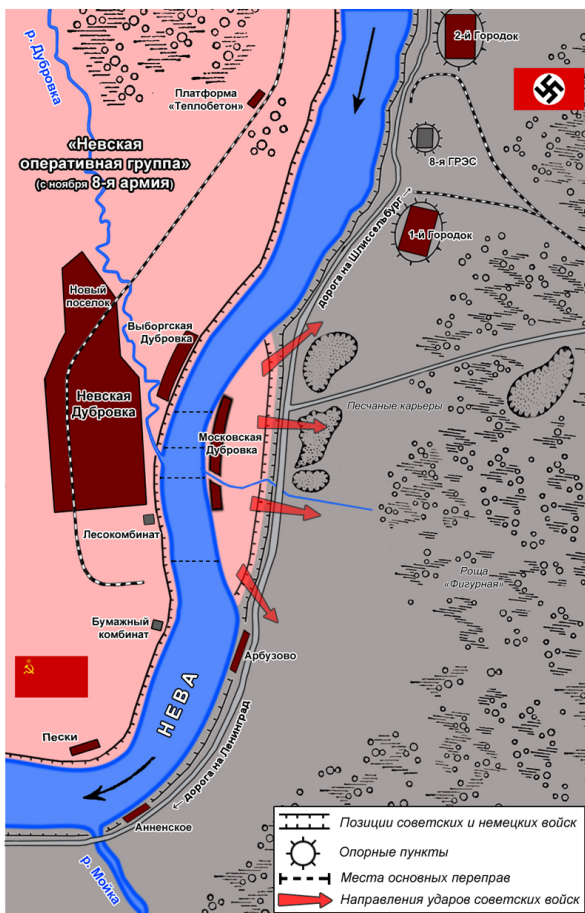 р. Дубровка
2-й Городок
Платформа
«Теплобетон»
«Невская
оперативная группа»
(с ноября 8-я армия)
8-я ГРЭС
1-й Городок
дорога на Шлиссельбург →
Новый
поселок
Выборгская
Дубровка
Невская
Дубровка
Песчаные карьеры
Московская
Дубровка
Лесокомбинат
Роща
«Фигурная»
Бумажный
комбинат
Арбузово
НЕВА
Пески
← дорога на Ленинград
Анненское
р. Мойка
Позиции советских и немецких войск
Опорные пункты
Места основных переправ
Направления ударов советских войск